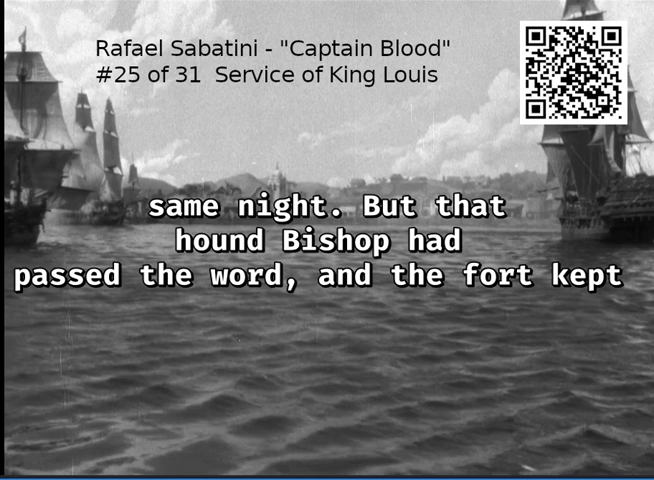 Rafael Sabatini - "Captain Blood"
#25 of 31  Service of King Louis
same night. But that
hound Bishop had
passed the word, and the fort kept